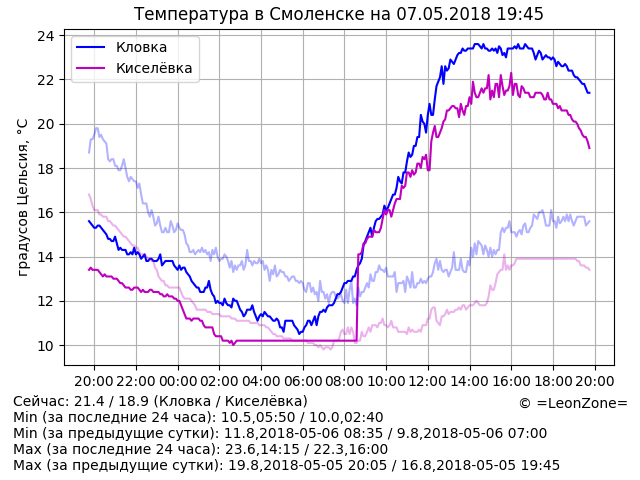 Температура в Смоленске на 07.05.2018 19:45
Кловка
Киселёвка
градусов Цельсия, °C
24
22
20
18
16
14
12
10
20:00 22:00 00:00 02:00 04:00 06:00 08:00 10:00 12:00 14:00 16:00 18:00 20:00
Сейчас: 21.4 / 18.9 (Кловка / Киселёвка)
© =LeonZone=
Min (за последние 24 часа): 10.5,05:50 / 10.0,02:40
Min (за предыдущие сутки): 11.8,2018-05-06 08:35 / 9.8,2018-05-06 07:00
Max (за последние 24 часа): 23.6,14:15 / 22.3,16:00
Max (за предыдущие сутки): 19.8,2018-05-05 20:05 / 16.8,2018-05-05 19:45